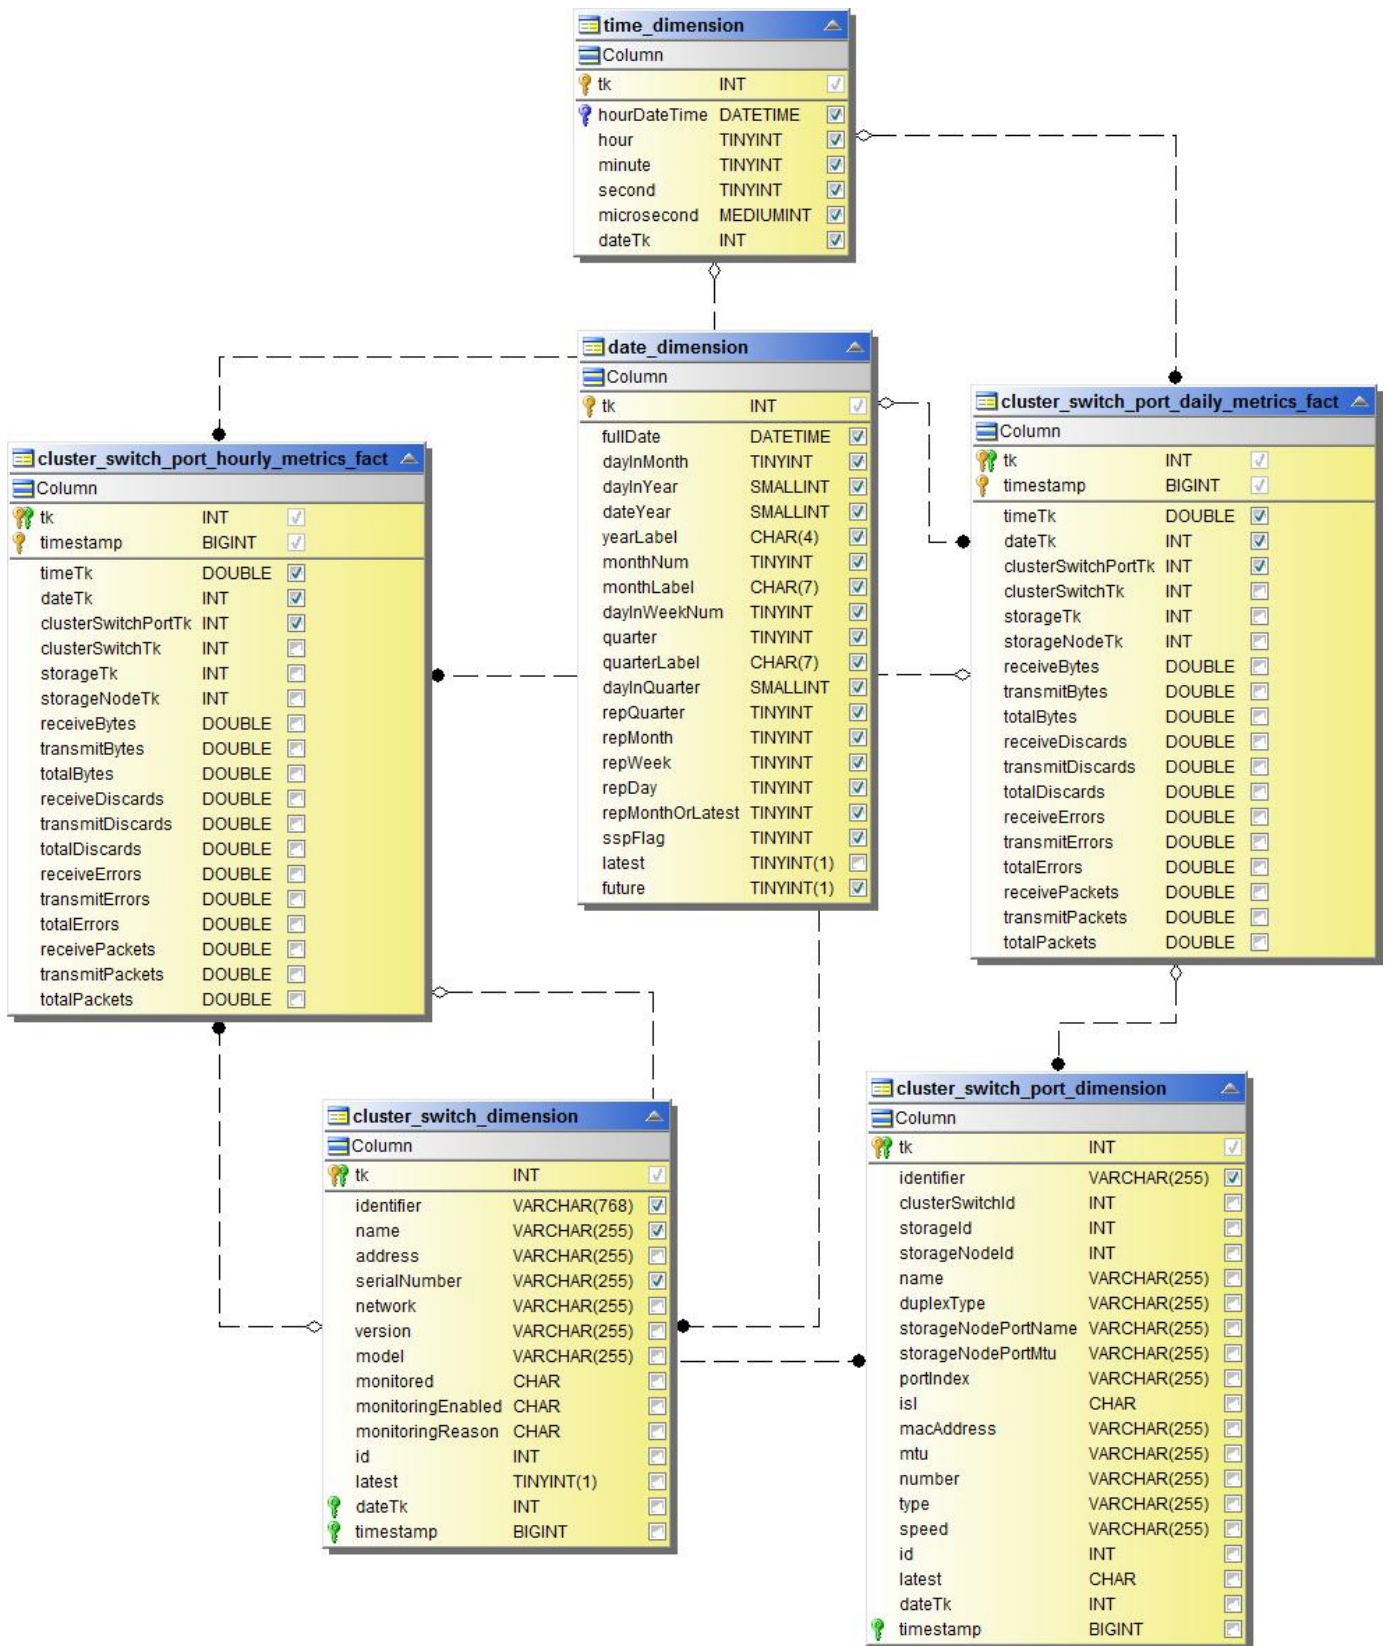 time_dimension
Column
tk INT
hourDateTime DATETIME
hour TINYINT
minute TINYINT
second TINYINT
microsecond MEDIUMINT
dateTk INT
date_dimension
Column
tk INT
fullDate DATETIME
dayInMonth TINYINT
dayInYear SMALLINT
dateYear SMALLINT
yearLabel CHAR(4)
monthNum TINYINT
monthLabel CHAR(7)
dayInWeekNum TINYINT
quarter TINYINT
quarterLabel CHAR(7)
dayInQuarter SMALLINT
repQuarter TINYINT
repMonth TINYINT
repWeek TINYINT
repDay TINYINT
repMonthOrLatest TINYINT
sspFlag TINYINT
latest TINYINT(1)
future TINYINT(1)
cluster_switch_port_daily_metrics_fact
Column
tk INT
timestamp BIGINT
timeTk DOUBLE
dateTk INT
clusterSwitchPortTk INT
clusterSwitchTk INT
storageTk INT
storageNodeTk INT
receiveBytes DOUBLE
transmitBytes DOUBLE
totalBytes DOUBLE
receiveDiscards DOUBLE
transmitDiscards DOUBLE
totalDiscards DOUBLE
receiveErrors DOUBLE
transmitErrors DOUBLE
totalErrors DOUBLE
receivePackets DOUBLE
transmitPackets DOUBLE
totalPackets DOUBLE
cluster_switch_port_hourly_metrics_fact
Column
tk INT
timestamp BIGINT
timeTk DOUBLE
dateTk INT
clusterSwitchPortTk INT
clusterSwitchTk INT
storageTk INT
storageNodeTk INT
receiveBytes DOUBLE
transmitBytes DOUBLE
totalBytes DOUBLE
receiveDiscards DOUBLE
transmitDiscards DOUBLE
totalDiscards DOUBLE
receiveErrors DOUBLE
transmitErrors DOUBLE
totalErrors DOUBLE
receivePackets DOUBLE
transmitPackets DOUBLE
totalPackets DOUBLE
cluster_switch_dimension
Column
tk INT
identifier VARCHAR(768)
name VARCHAR(255)
address VARCHAR(255)
serialNumber VARCHAR(255)
network VARCHAR(255)
version VARCHAR(255)
model VARCHAR(255)
monitored CHAR
monitoringEnabled CHAR
monitoringReason CHAR
id INT
latest TINYINT(1)
dateTk INT
timestamp BIGINT
cluster_switch_port_dimension
Column
tk INT
identifier VARCHAR(255)
clusterSwitchId INT
storageId INT
storageNodeId INT
name VARCHAR(255)
duplexType VARCHAR(255)
storageNodePortName VARCHAR(255)
storageNodePortMtu VARCHAR(255)
portIndex VARCHAR(255)
isl CHAR
macAddress VARCHAR(255)
mtu VARCHAR(255)
number VARCHAR(255)
type VARCHAR(255)
speed VARCHAR(255)
id INT
latest CHAR
dateTk INT
timestamp BIGINT